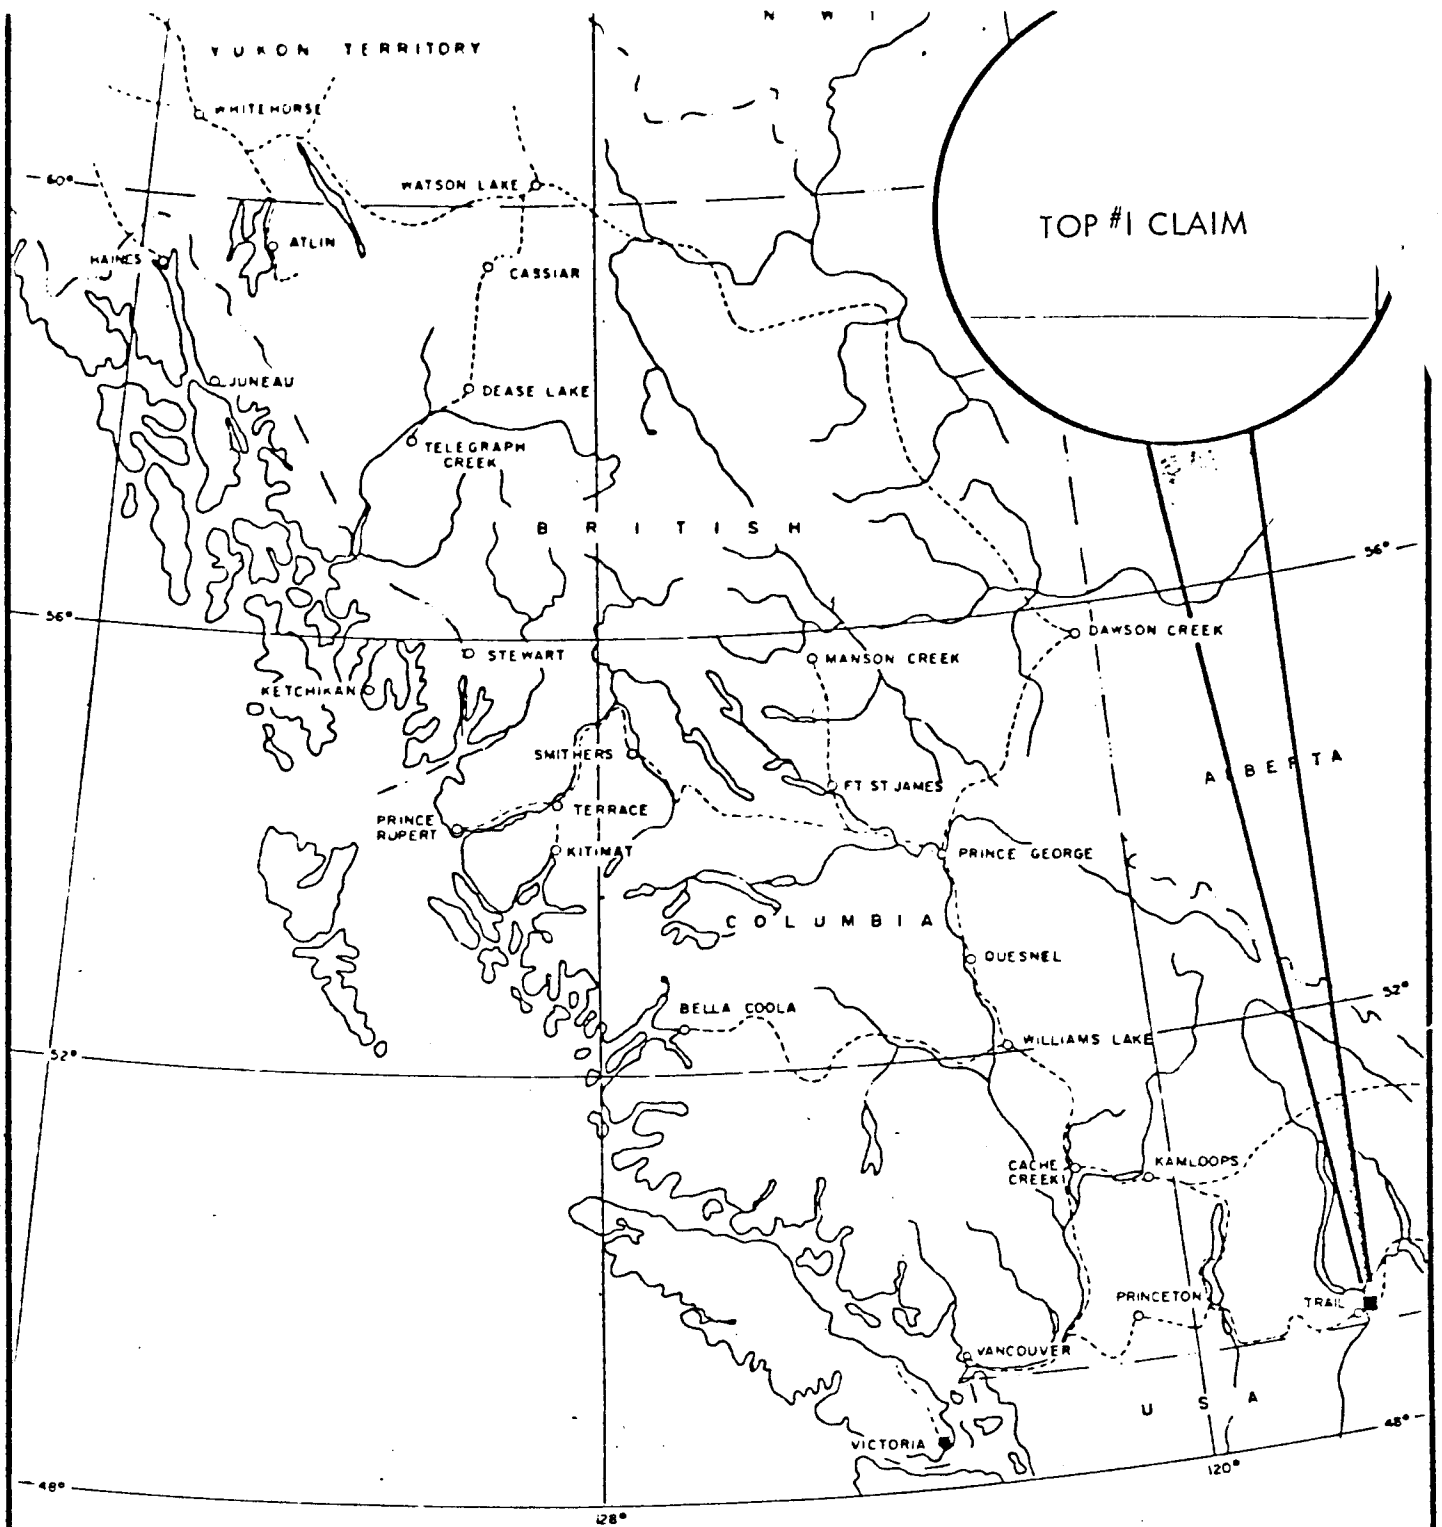 N W T
YUKON TERRITORY
WHITEHORSE
60°
WATSON LAKE
TOP #1 CLAIM
ATLIN
HAINES
CASSIAR
JUNEAU
DEASE LAKE
TELEGRAPH
CREEK
BRITISH
56°
56°
DAWSON CREEK
STEWART
MANSON CREEK
KETCHIKAN
SMITHERS
ALBERTA
FT ST JAMES
TERRACE
PRINCE
RUPERT
KITIMAT
PRINCE GEORGE
COLUMBIA
QUESNEL
52°
BELLA COOLA
WILLIAMS LAKE
52°
CACHE
CREEK
KAMLOOPS
PRINCETON
TRAIL
VANCOUVER
USA
48°
VICTORIA
120°
48°
128°